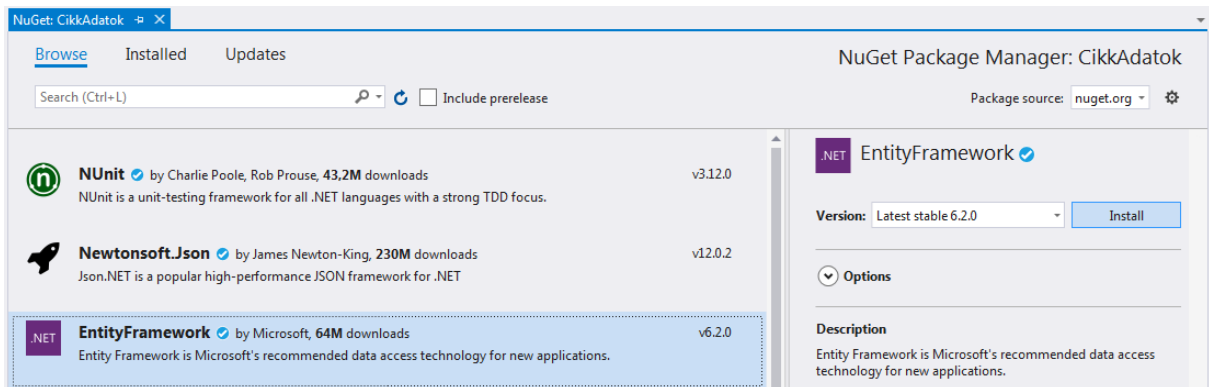 NuGet: CikkAdatok
Browse Installed Updates
NuGet Package Manager: CikkAdatok
Search (Ctrl+L)
Include prerelease
Package source: nuget.org
NUnit by Charlie Poole, Rob Prouse, 43,2M downloads
v3.12.0
NUnit is a unit-testing framework for all .NET languages with a strong TDD focus.
Newtonsoft.Json by James Newton-King, 230M downloads
v12.0.2
Json.NET is a popular high-performance JSON framework for .NET
.NET
EntityFramework by Microsoft, 64M downloads
v6.2.0
Entity Framework is Microsoft's recommended data access technology for new applications.
.NET
EntityFramework
Version: Latest stable 6.2.0
Install
Options
Description
Entity Framework is Microsoft's recommended data access
technology for new applications.